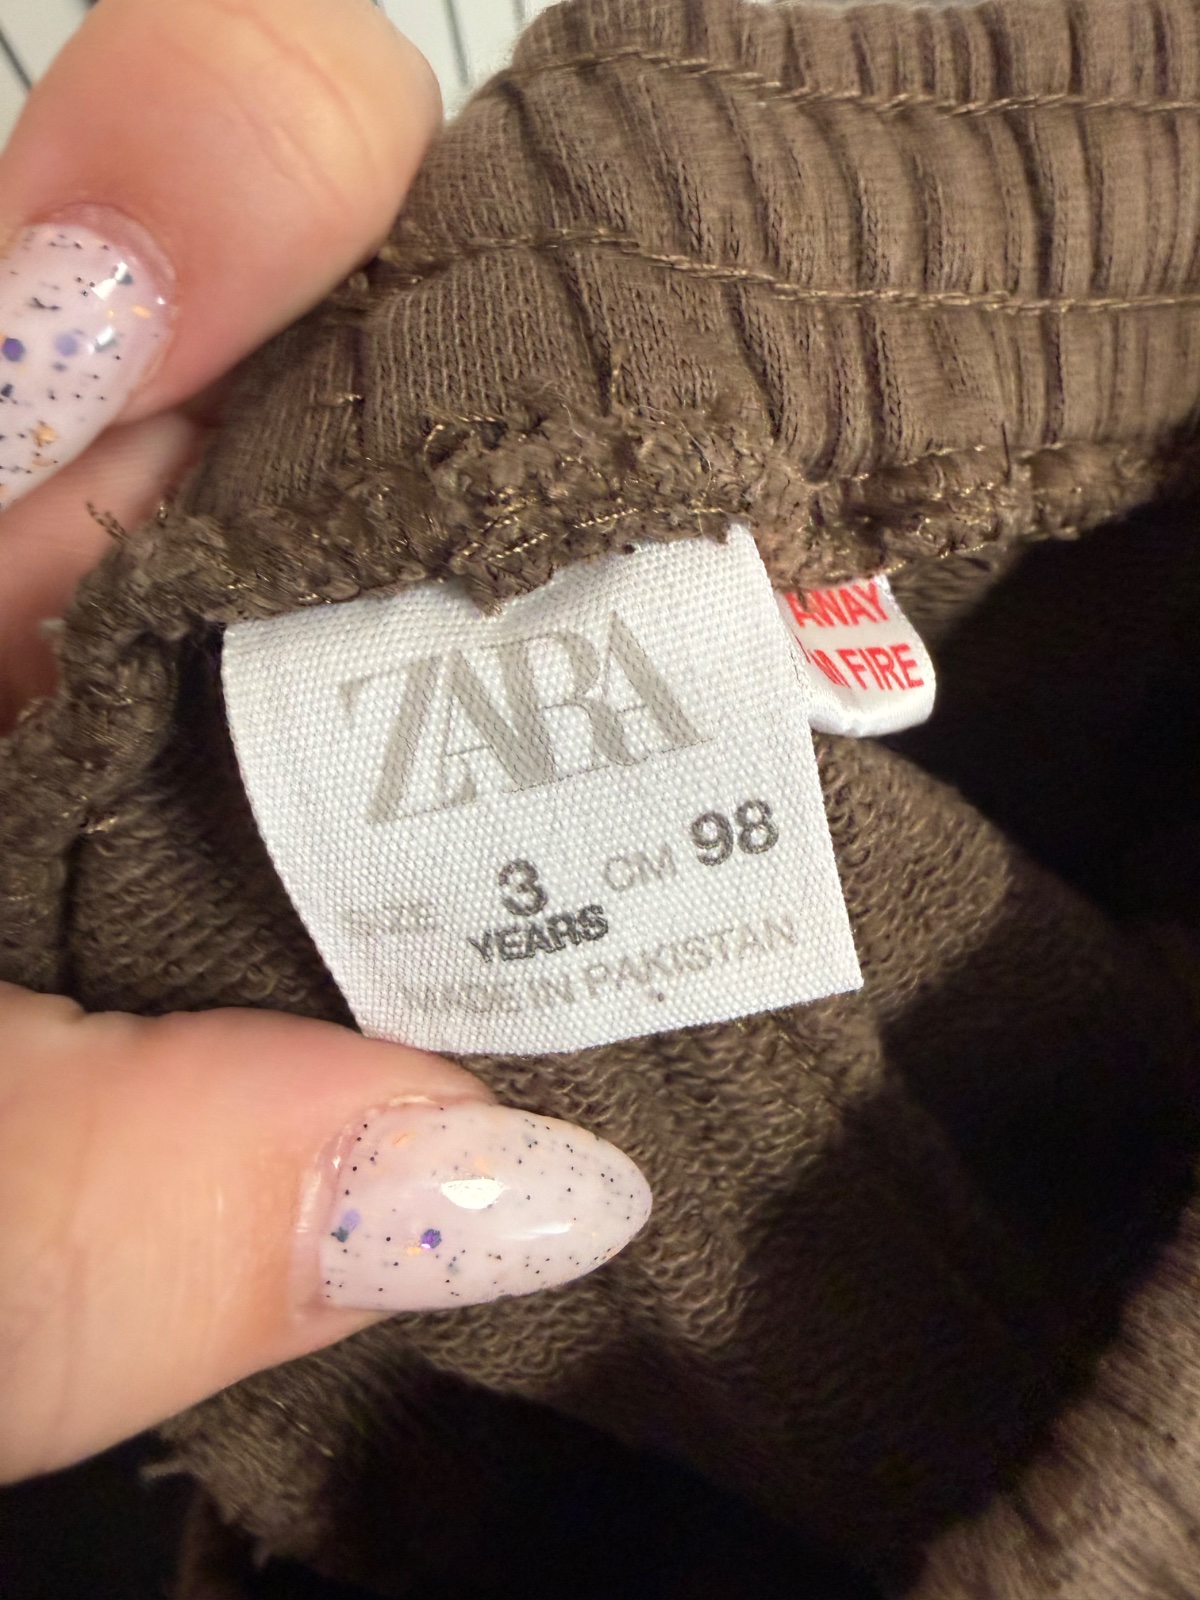 ZARA
SIZE 3 YEARS CM 98
MADE IN PAKISTAN
AWAY
FIRE